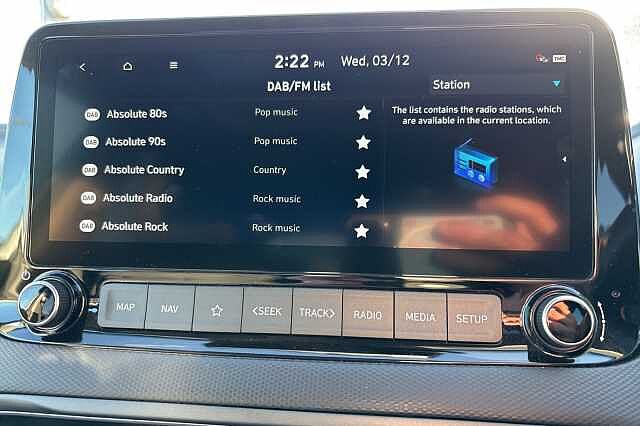 2:22 PM Wed, 03/12
DAB/FM list
Station
DAB Absolute 80s Pop music
DAB Absolute 90s Pop music
DAB Absolute Country Country
DAB Absolute Radio Rock music
DAB Absolute Rock Rock music
The list contains the radio stations, which
are available in the current location.
MAP NAV <SEEK TRACK> RADIO MEDIA SETUP